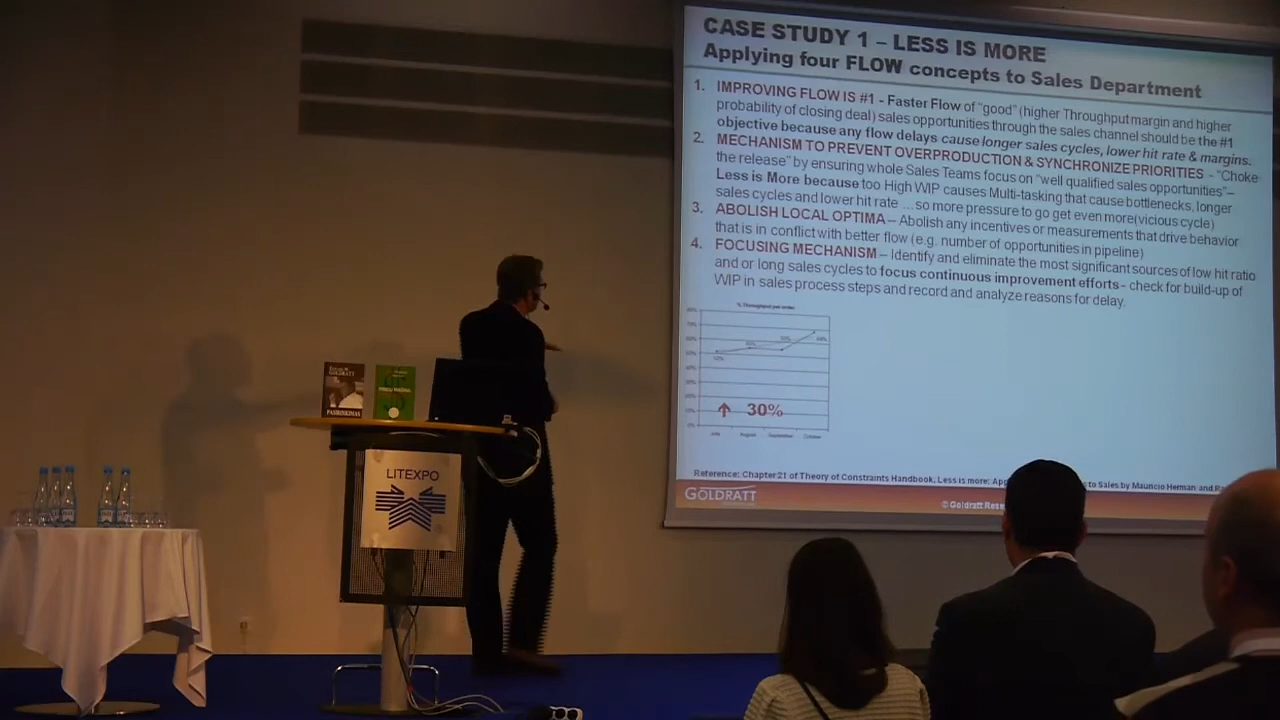 CASE STUDY 1 – LESS IS MORE
Applying four FLOW concepts to Sales Department
1. IMPROVING FLOW IS #1 - Faster Flow of "good" (higher Throughput margin and higher
probability of closing deal) sales opportunities through the sales channel should be the #1
objective because any flow delays cause longer sales cycles, lower hit rate & margins.
2. MECHANISM TO PREVENT OVERPRODUCTION & SYNCHRONIZE PRIORITIES - "Choke
the release" by ensuring whole Sales Teams focus on "well qualified sales opportunities"–
Less is More because too High WIP causes Multi-tasking that cause bottlenecks, longer
sales cycles and lower hit rate ...so more pressure to go get even more(vicious cycle)
3. ABOLISH LOCAL OPTIMA – Abolish any incentives or measurements that drive behavior
that is in conflict with better flow (e.g. number of opportunities in pipeline)
4. FOCUSING MECHANISM – Identify and eliminate the most significant sources of low hit ratio
and or long sales cycles to focus continuous improvement efforts - check for build-up of
WIP in sales process steps and record and analyze reasons for delay.
% Throughput per order
30%
August September October
Reference: Chapter 21 of Theory of Constraints Handbook, Less is more: to Sales by Mauricio Herman and
GOLDRATT
© Goldratt
GOLDRATT
PASIRINKIMAS
LITEXPO